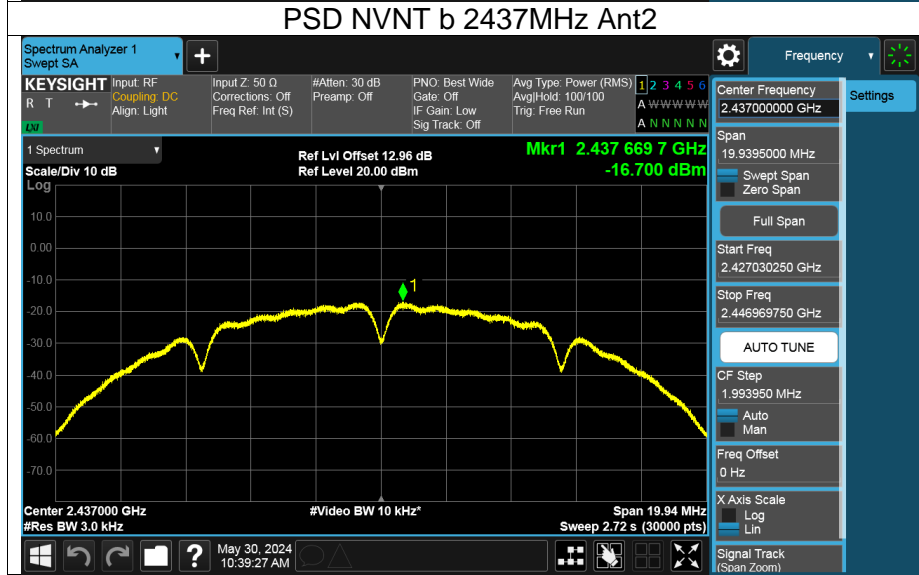 PSD NVNT b 2437MHz Ant2
Spectrum Analyzer 1
Swept SA
+
Frequency
KEYSIGHT
R T
LXI
Input: RF
Coupling: DC
Align: Light
Input Z: 50 Ω
Corrections: Off
Freq Ref: Int (S)
#Atten: 30 dB
Preamp: Off
PNO: Best Wide
Gate: Off
IF Gain: Low
Sig Track: Off
Avg Type: Power (RMS)
Avg|Hold: 100/100
Trig: Free Run
1 2 3 4 5 6
A W W W W W
A N N N N N
1 Spectrum
Scale/Div 10 dB
Ref Lvl Offset 12.96 dB
Ref Level 20.00 dBm
Mkr1 2.437 669 7 GHz
-16.700 dBm
Log
10.0
0.00
-10.0
-20.0
-30.0
-40.0
-50.0
-60.0
-70.0
1
Center 2.437000 GHz
#Res BW 3.0 kHz
#Video BW 10 kHz*
Span 19.94 MHz
Sweep 2.72 s (30000 pts)
?
May 30, 2024
10:39:27 AM
Center Frequency
2.437000000 GHz
Span
19.9395000 MHz
Swept Span
Zero Span
Full Span
Start Freq
2.427030250 GHz
Stop Freq
2.446969750 GHz
AUTO TUNE
CF Step
1.993950 MHz
Auto
Man
Freq Offset
0 Hz
X Axis Scale
Log
Lin
Signal Track
(Span Zoom)
Settings